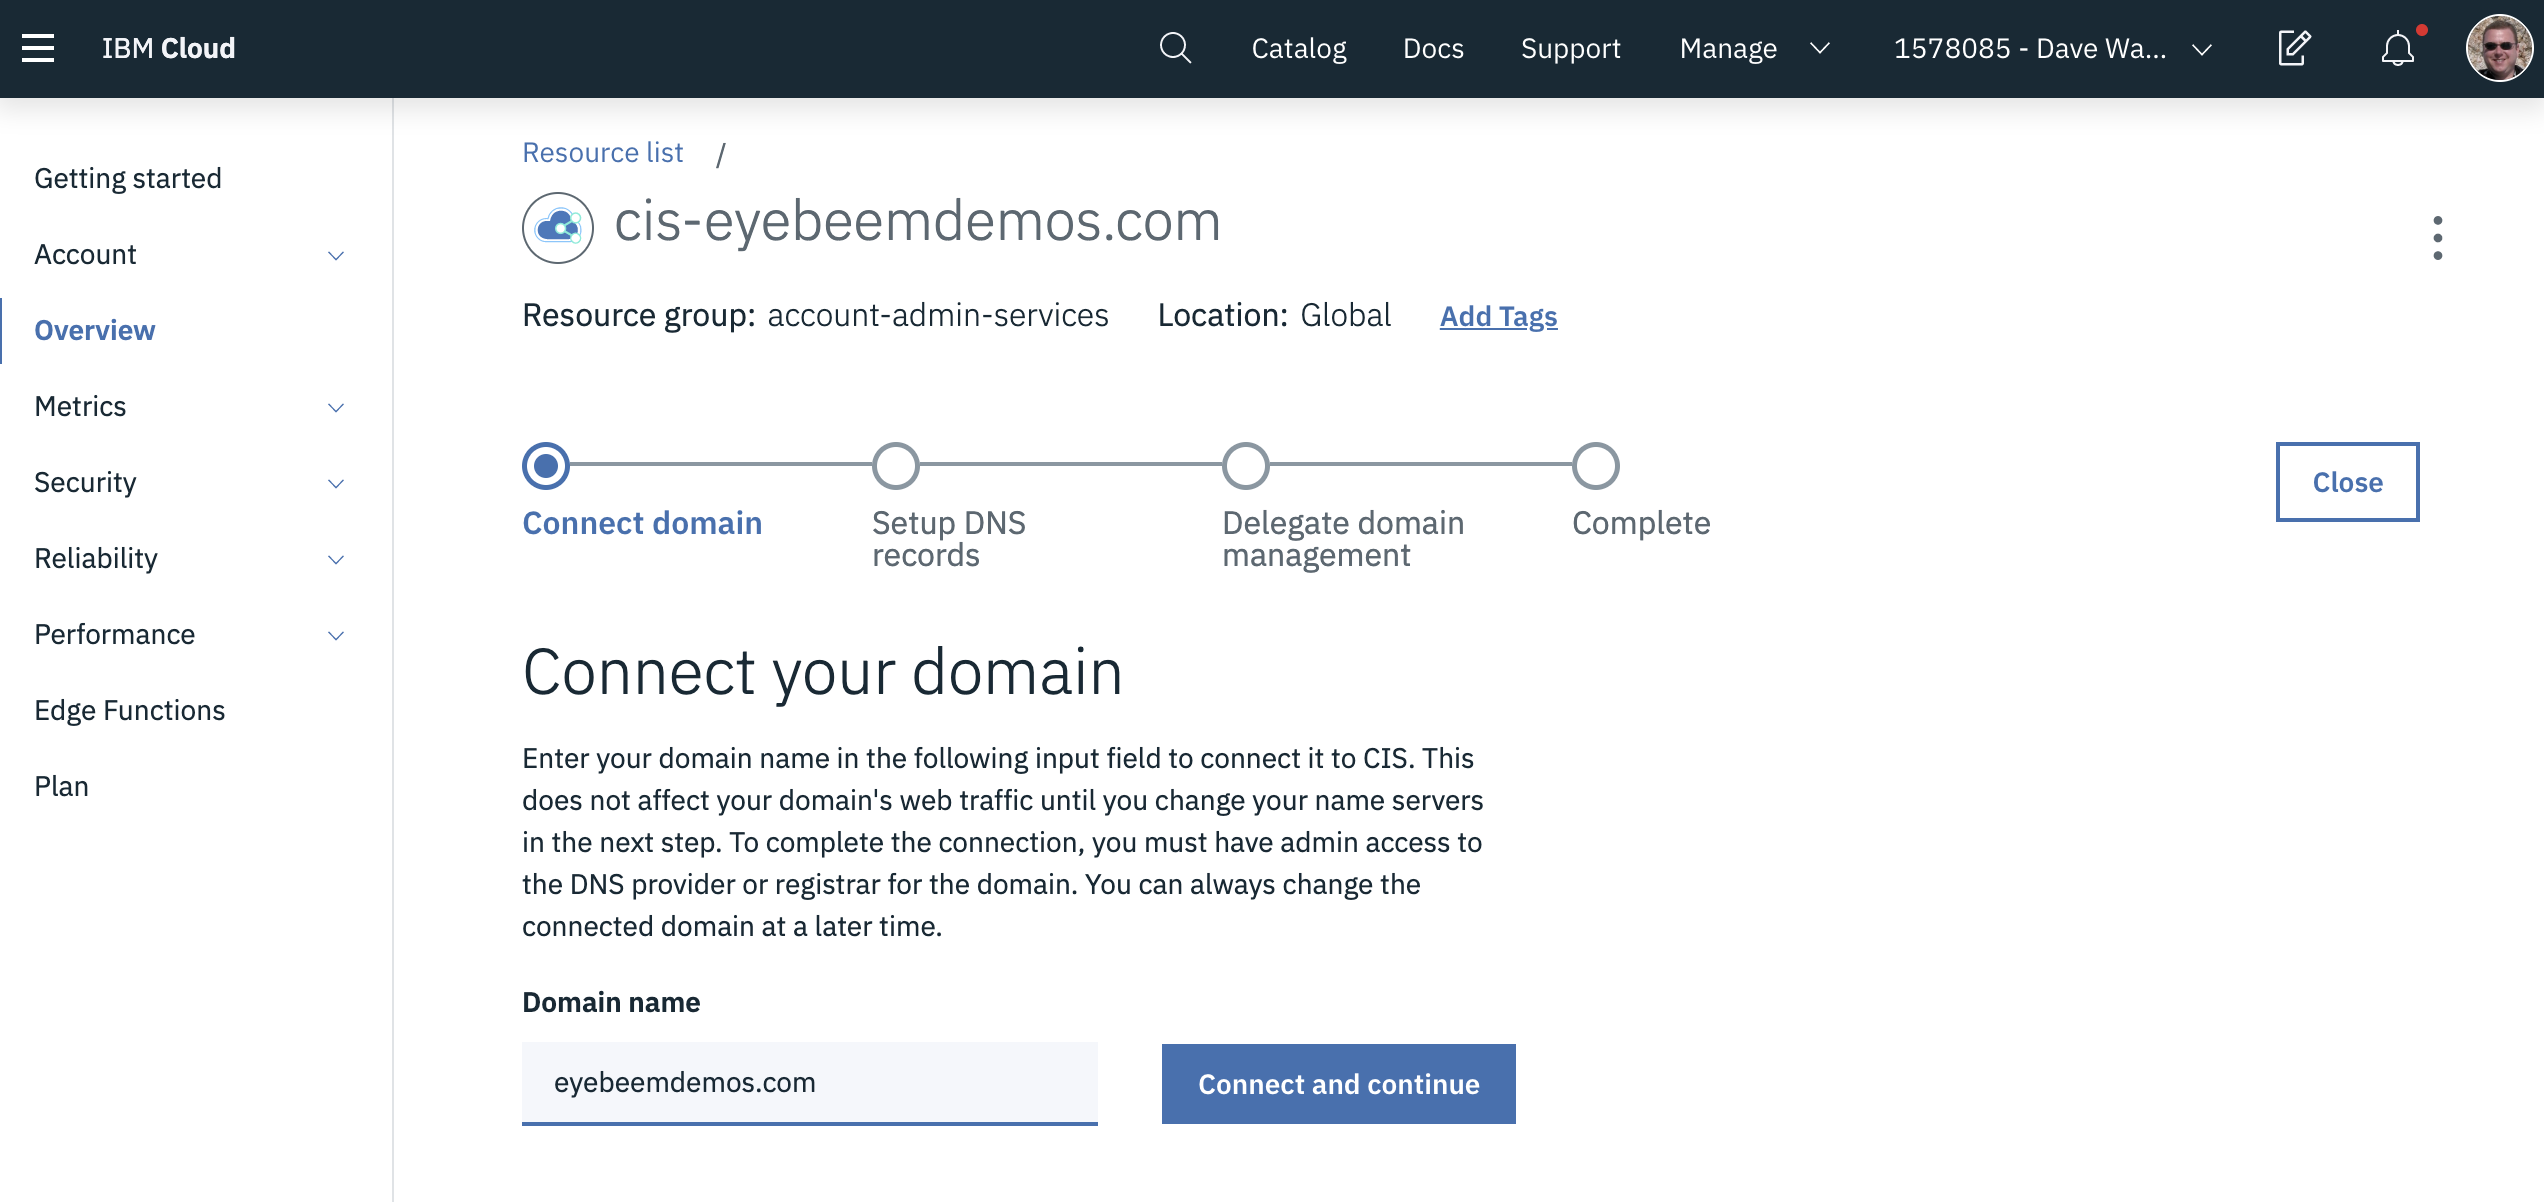 IBM Cloud
Catalog
Docs
Support
Manage
1578085 - Dave Wa...
Getting started
Account
Overview
Metrics
Security
Reliability
Performance
Edge Functions
Plan
Resource list /
cis-eyebeemdemos.com
Resource group: account-admin-services Location: Global Add Tags
Connect domain
Setup DNS
records
Delegate domain
management
Complete
Close
Connect your domain
Enter your domain name in the following input field to connect it to CIS. This
does not affect your domain's web traffic until you change your name servers
in the next step. To complete the connection, you must have admin access to
the DNS provider or registrar for the domain. You can always change the
connected domain at a later time.
Domain name
eyebeemdemos.com
Connect and continue